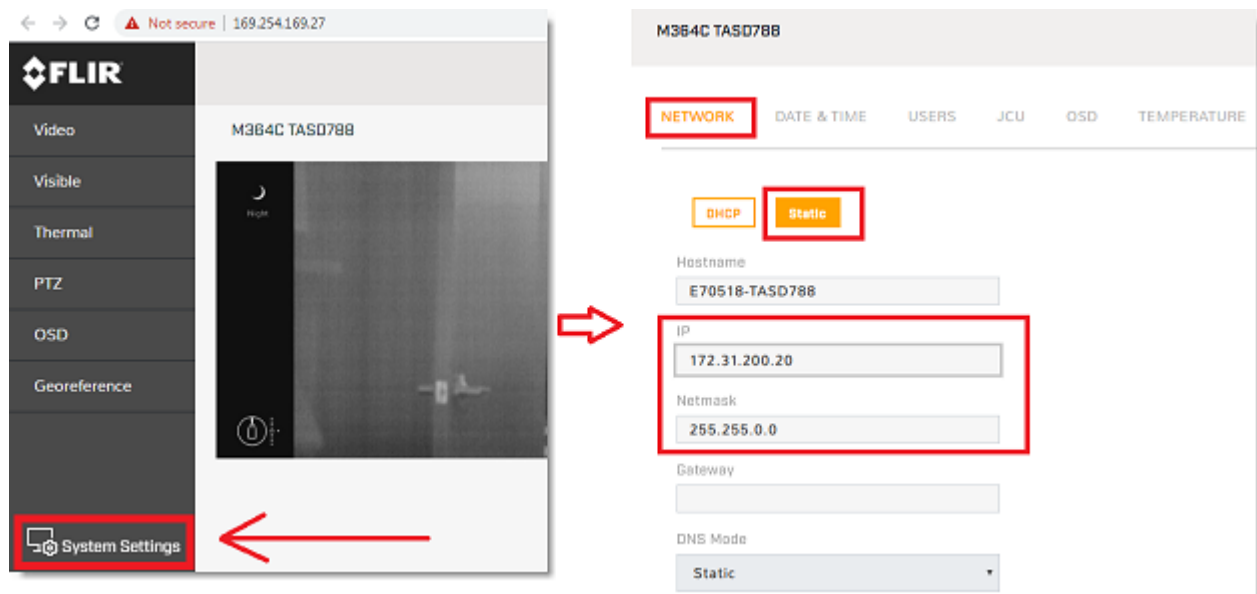 Not secure | 169.254.169.27
FLIR
Video
Visible
Thermal
PTZ
OSD
Georeference
System Settings
M364C TASD788
Night
M364C TASD788
NETWORK DATE & TIME USERS JCU OSD TEMPERATURE
DHCP Static
Hostname
E70518-TASD788
IP
172.31.200.20
Netmask
255.255.0.0
Gateway
DNS Mode
Static